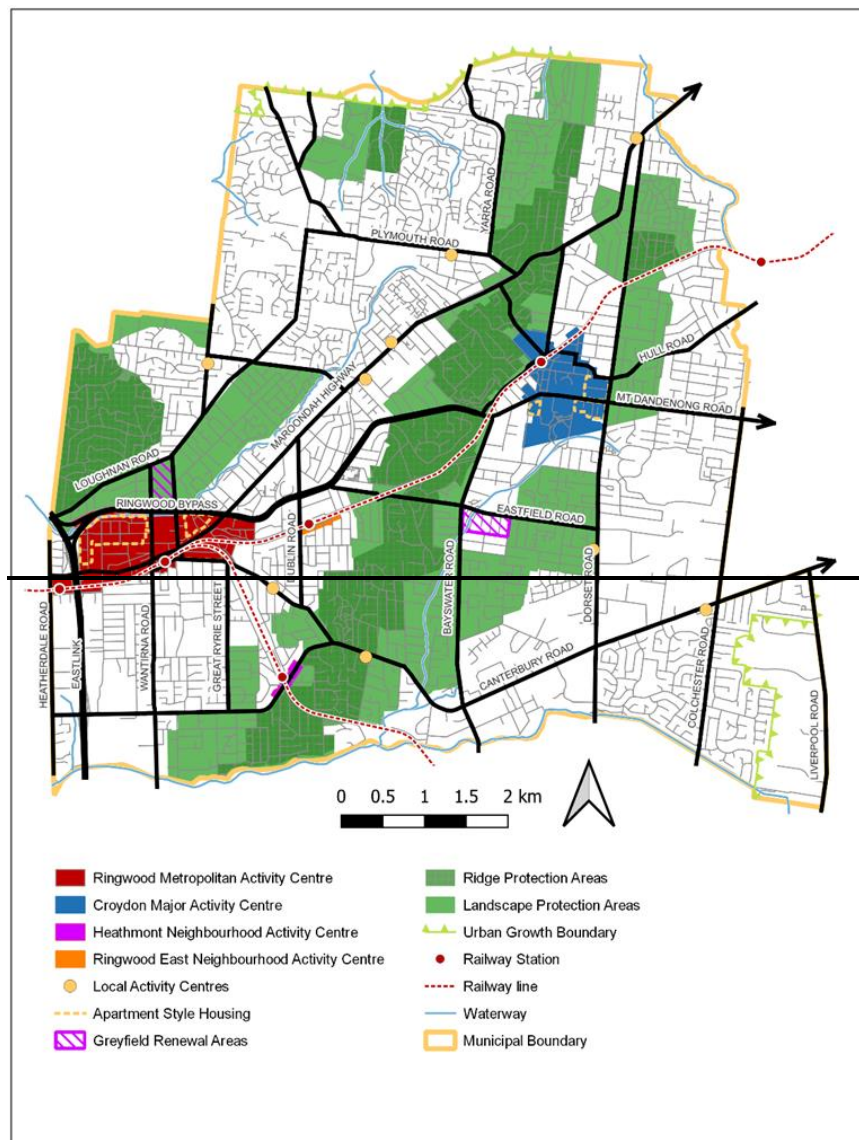 YARRA ROAD
PLYMOUTH ROAD
HULL ROAD
MAROONDAH HIGHWAY
MT DANDENONG ROAD
LOUGHNAN ROAD
RINGWOOD BYPASS
EASTFIELD ROAD
DUBLIN ROAD
BAYSWATER ROAD
DORSET ROAD
HEATHERDALE ROAD
EASTLINK
WANTIRNA ROAD
GREAT RYRIE STREET
CANTERBURY ROAD
COLCHESTER ROAD
LIVERPOOL ROAD
0 0.5 1 1.5 2 km
Ringwood Metropolitan Activity Centre
Croydon Major Activity Centre
Heathmont Neighbourhood Activity Centre
Ringwood East Neighbourhood Activity Centre
Local Activity Centres
Apartment Style Housing
Greyfield Renewal Areas
Ridge Protection Areas
Landscape Protection Areas
Urban Growth Boundary
Railway Station
Railway line
Waterway
Municipal Boundary